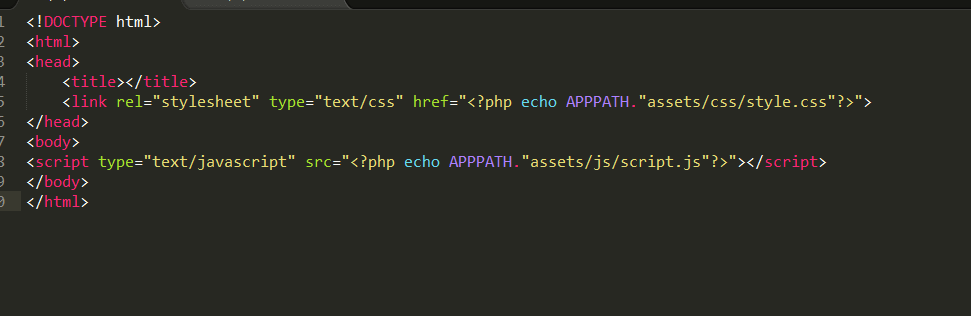 1 <!DOCTYPE html>
2 <html>
3 <head>
4 <title></title>
5 <link rel="stylesheet" type="text/css" href="<?php echo APPPATH."assets/css/style.css"?>">
6 </head>
7 <body>
8 <script type="text/javascript" src="<?php echo APPPATH."assets/js/script.js"?>"></script>
9 </body>
0 </html>